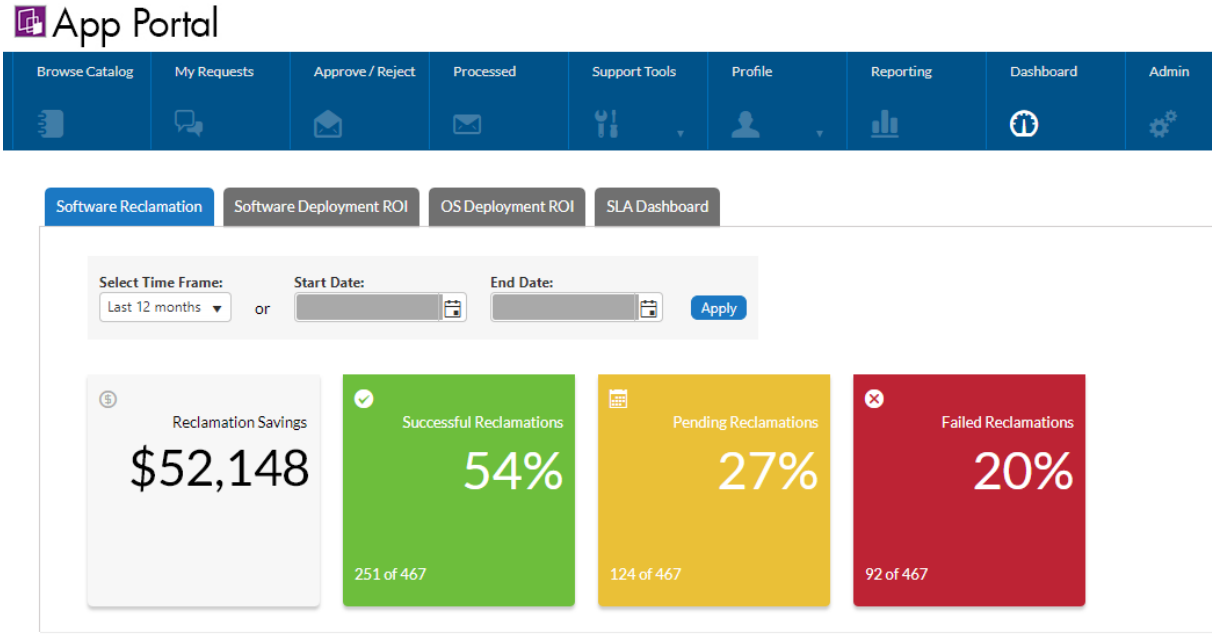 App Portal
Browse Catalog My Requests Approve / Reject Processed Support Tools Profile Reporting Dashboard Admin
Software Reclamation Software Deployment ROI OS Deployment ROI SLA Dashboard
Select Time Frame: Start Date: End Date:
Last 12 months or Apply
Reclamation Savings Successful Reclamations Pending Reclamations Failed Reclamations
$52,148 54% 27% 20%
251 of 467 124 of 467 92 of 467